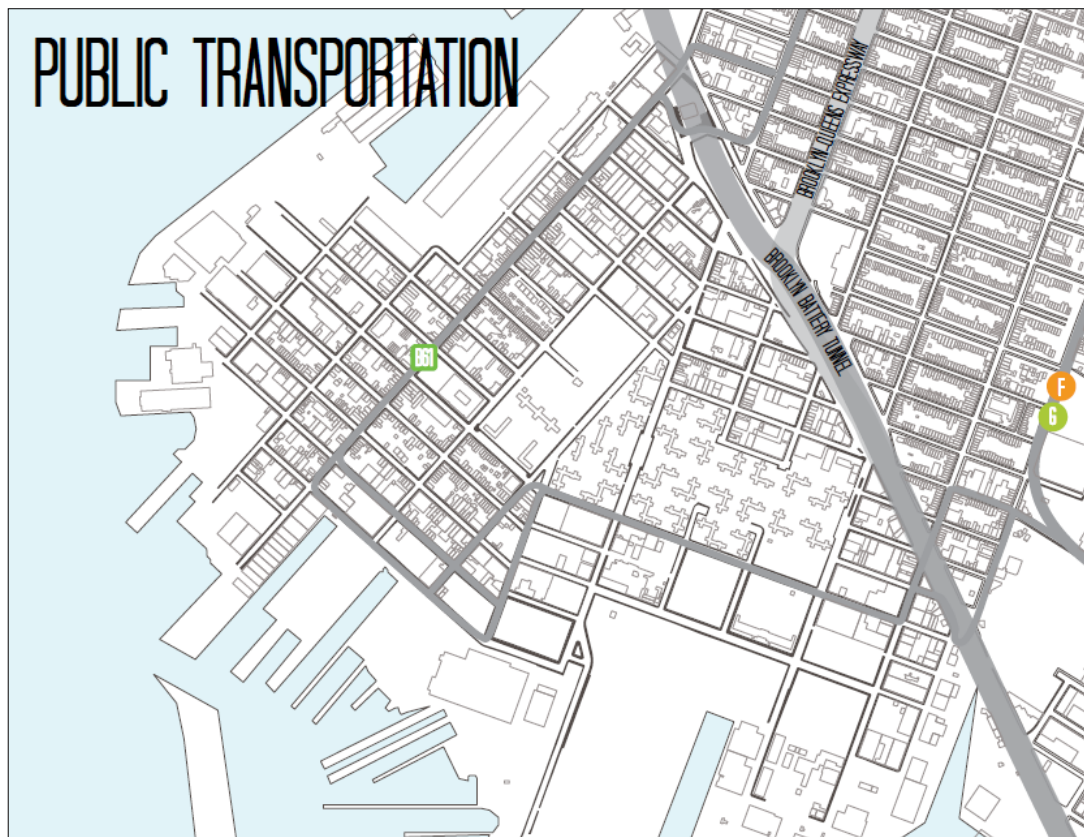 PUBLIC TRANSPORTATION
BROOKLYN QUEENS EXPRESSWAY
BROOKLYN BATTERY TUNNEL
B61
F
G